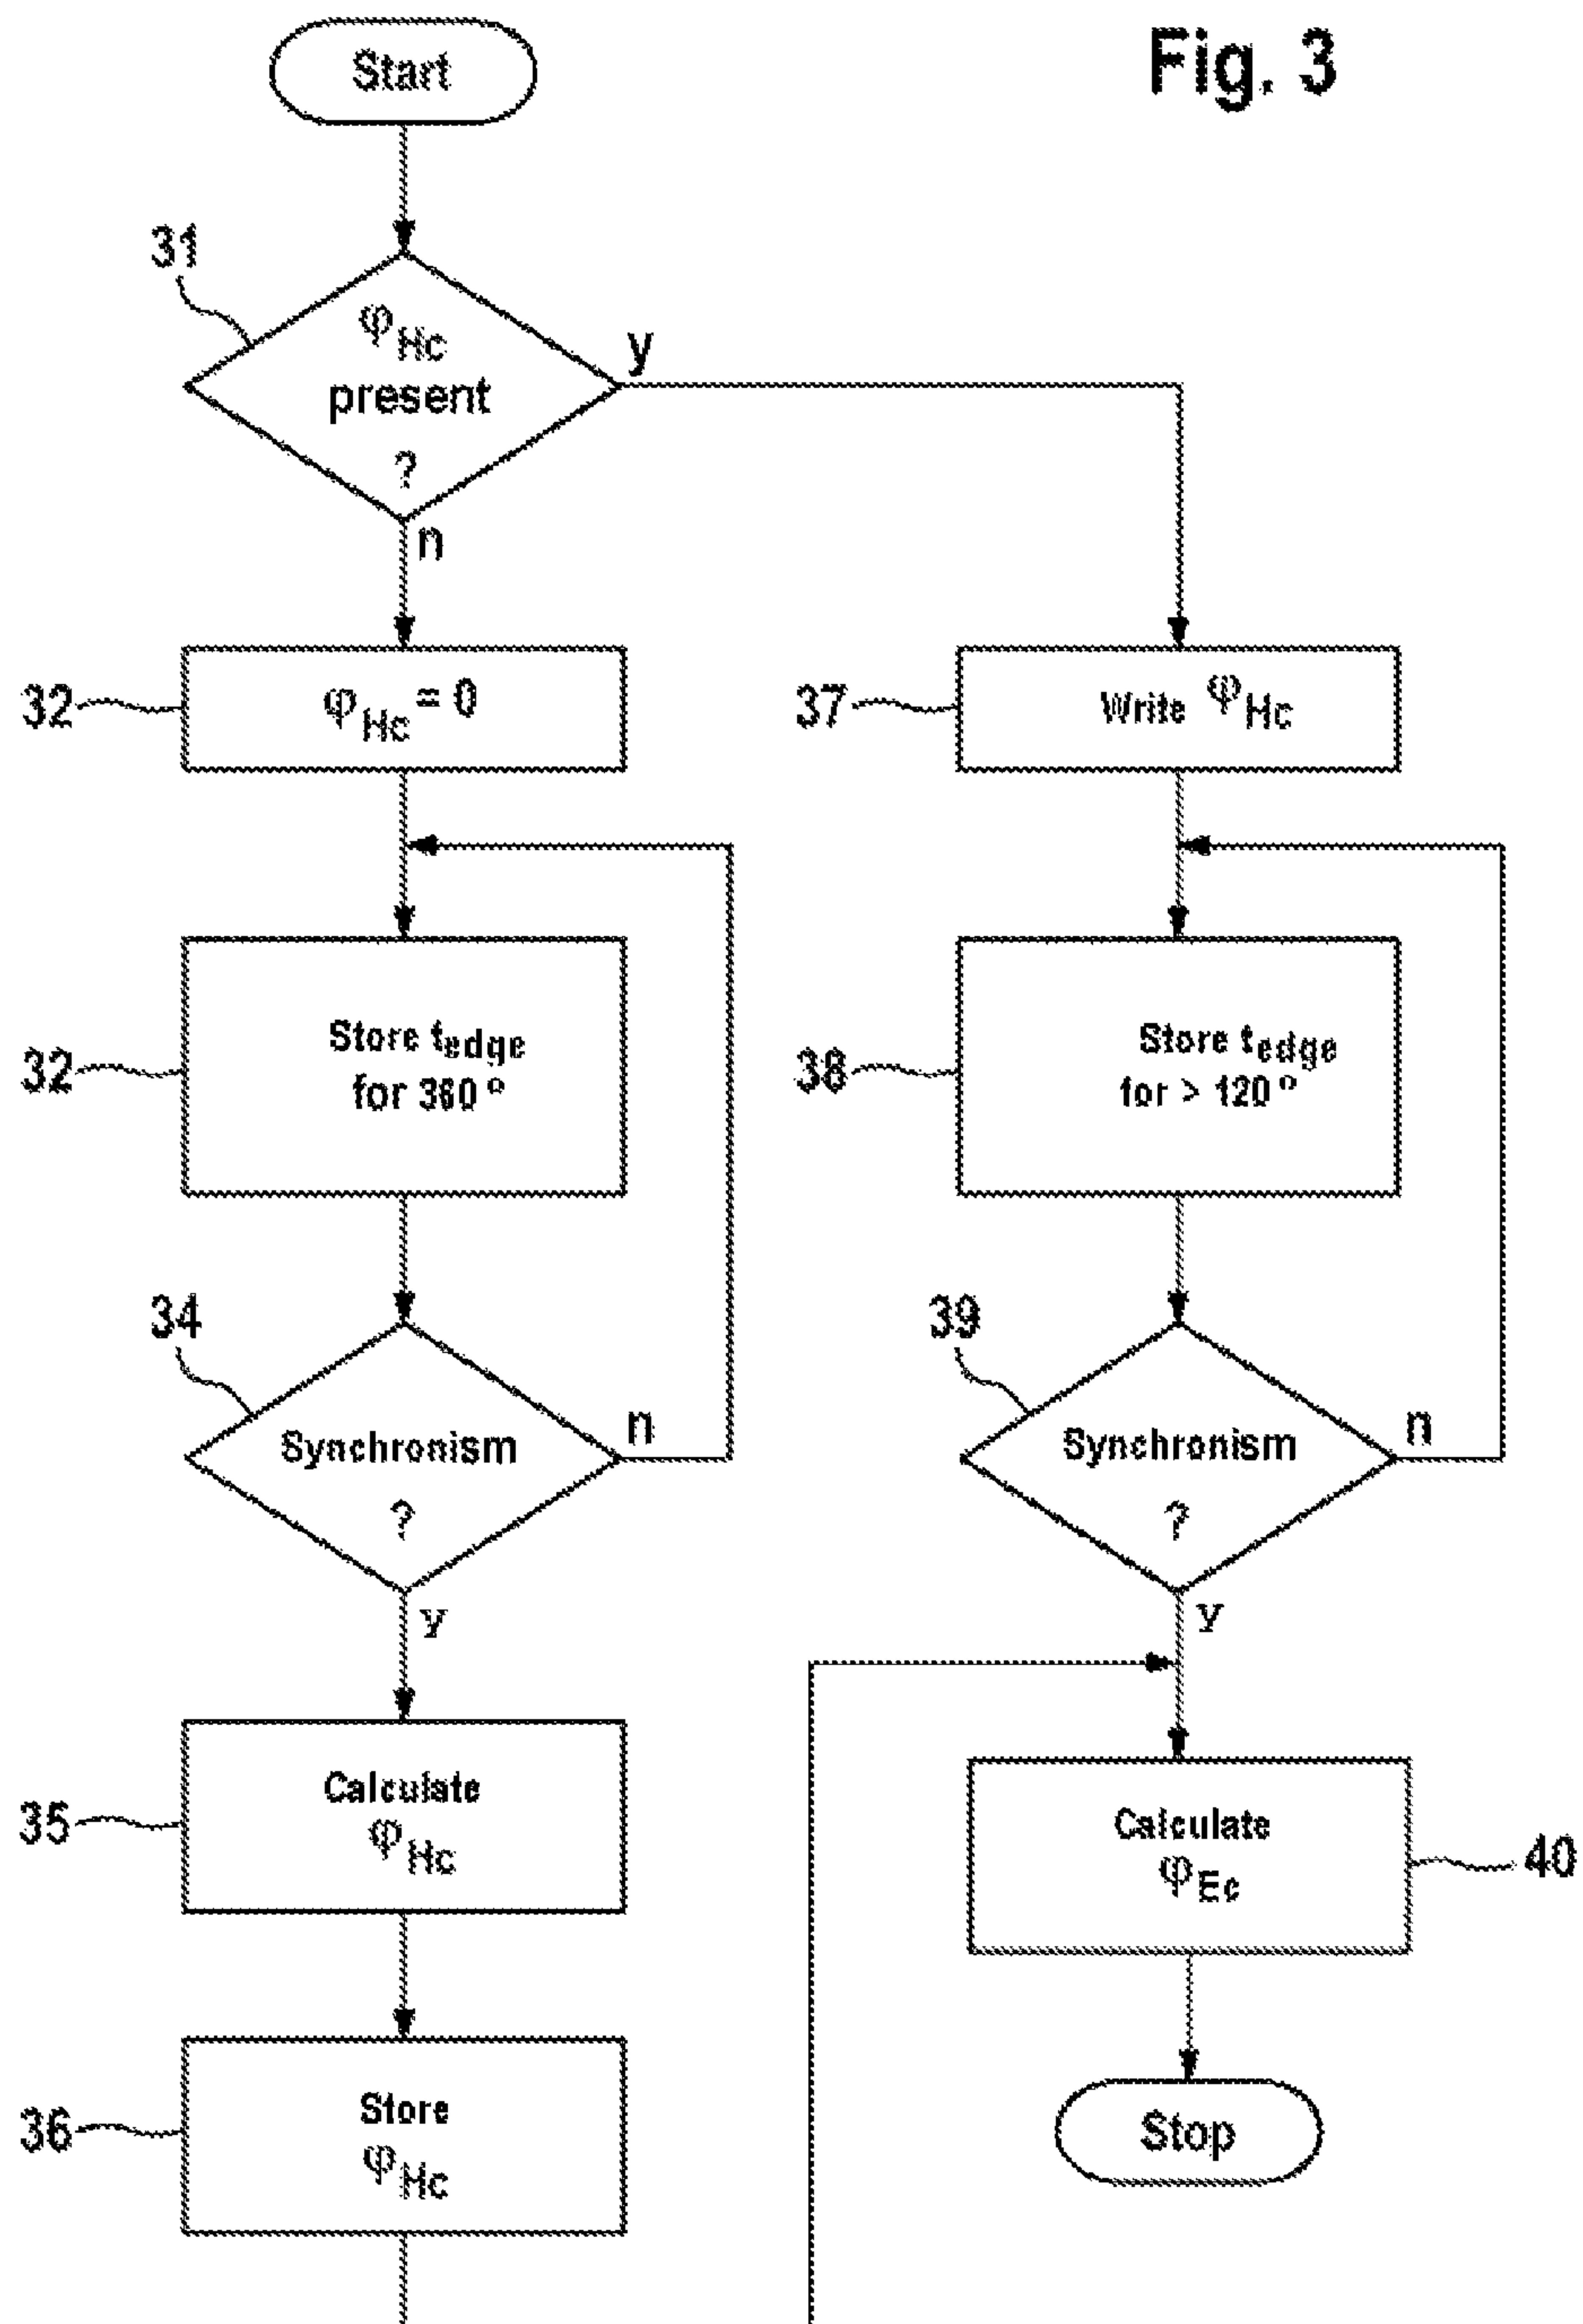 Fig. 3
Start
31
φHc
present
?
y
n
32
φHc = 0
37
Write φHc
32
Store tedge
for 360°
38
Store tedge
for > 120°
34
Synchronism
?
n
y
39
Synchronism
?
n
y
35
Calculate
φHc
Calculate
φEc
40
36
Store
φHc
Stop